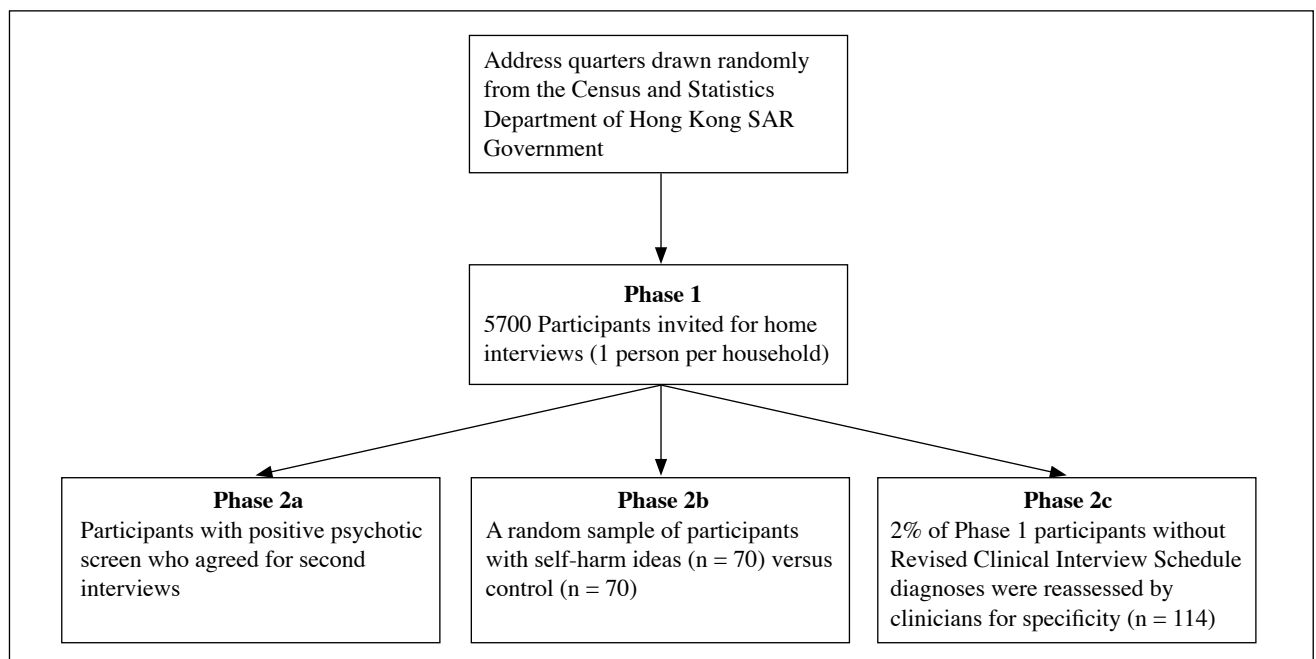 Address quarters drawn randomly
from the Census and Statistics
Department of Hong Kong SAR
Government
Phase 1
5700 Participants invited for home
interviews (1 person per household)
Phase 2a
Participants with positive psychotic
screen who agreed for second
interviews
Phase 2b
A random sample of participants
with self-harm ideas (n = 70) versus
control (n = 70)
Phase 2c
2% of Phase 1 participants without
Revised Clinical Interview Schedule
diagnoses were reassessed by
clinicians for specificity (n = 114)